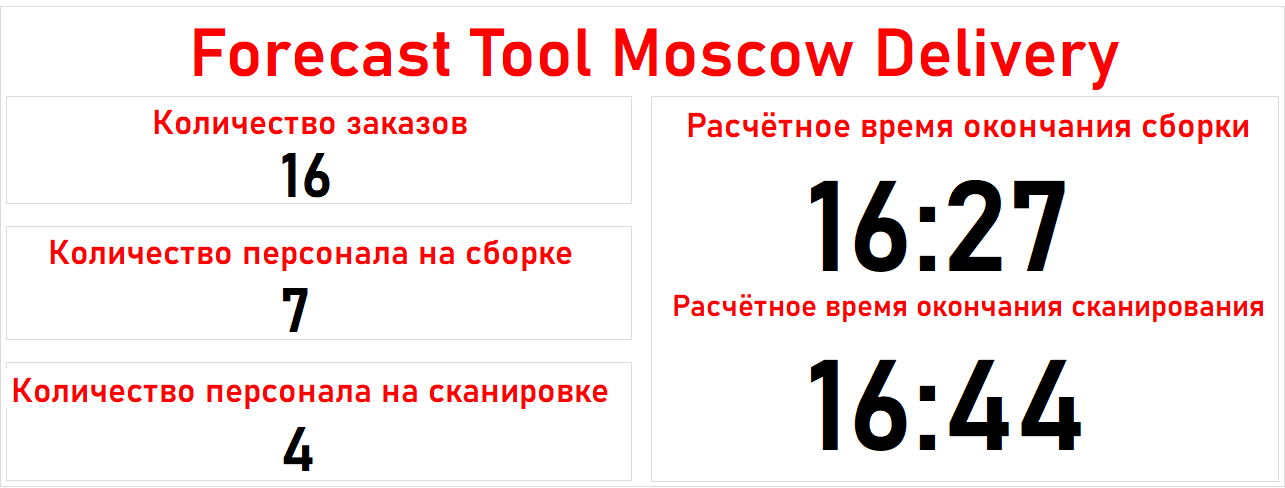 Forecast Tool Moscow Delivery
Количество заказов
16
Количество персонала на сборке
7
Количество персонала на сканировке
4
Расчётное время окончания сборки
16:27
Расчётное время окончания сканирования
16:44